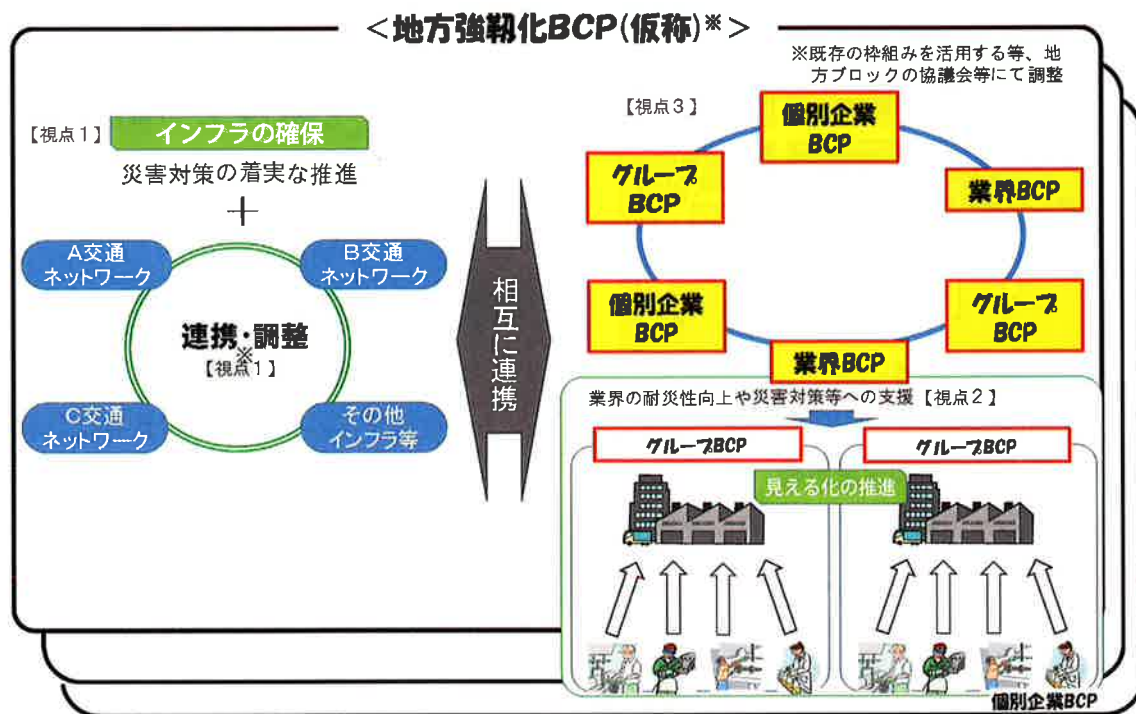 ＜地方強靱化BCP(仮称)※＞
※既存の枠組みを活用する等、地
方ブロックの協議会等にて調整
【視点1】
インフラの確保
災害対策の着実な推進
＋
A交通
ネットワーク
B交通
ネットワーク
連携・調整
※
【視点1】
C交通
ネットワーク
その他
インフラ等
相互に連携
【視点3】
個別企業
BCP
グループ
BCP
業界BCP
個別企業
BCP
グループ
BCP
業界BCP
業界の耐災性向上や災害対策等への支援【視点2】
グループBCP
グループBCP
見える化の推進
個別企業BCP